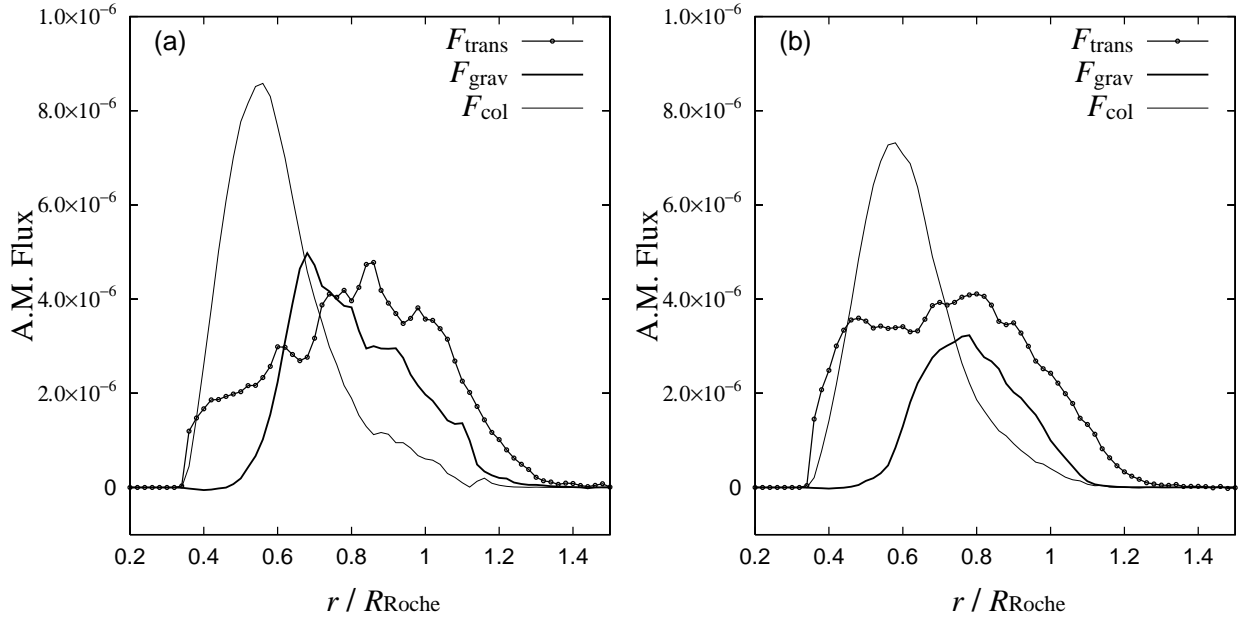 (a)
F_trans
F_grav
F_col
1.0×10^-6
8.0×10^-6
6.0×10^-6
4.0×10^-6
2.0×10^-6
0
A.M. Flux
0.2 0.4 0.6 0.8 1 1.2 1.4
r / R_Roche
(b)
F_trans
F_grav
F_col
1.0×10^-6
8.0×10^-6
6.0×10^-6
4.0×10^-6
2.0×10^-6
0
A.M. Flux
0.2 0.4 0.6 0.8 1 1.2 1.4
r / R_Roche